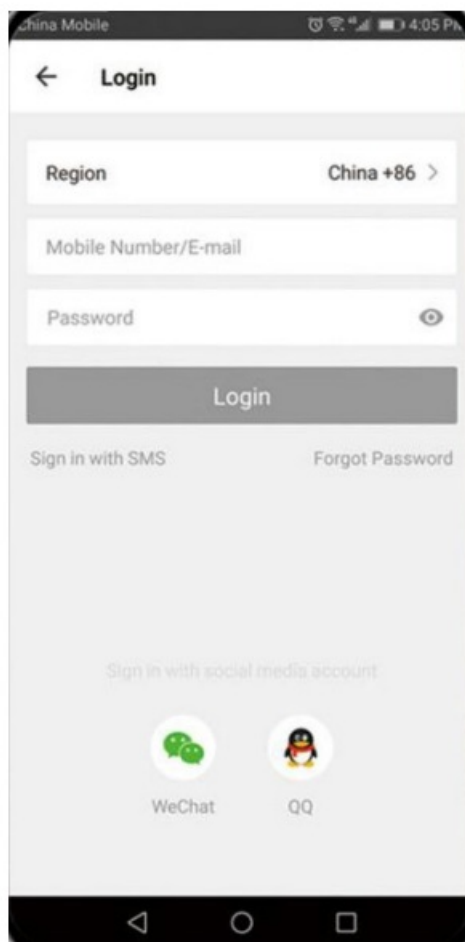 China Mobile 4:05 PM
Login
Region China +86
Mobile Number/E-mail
Password
Login
Sign in with SMS Forgot Password
Sign in with social media account
WeChat QQ